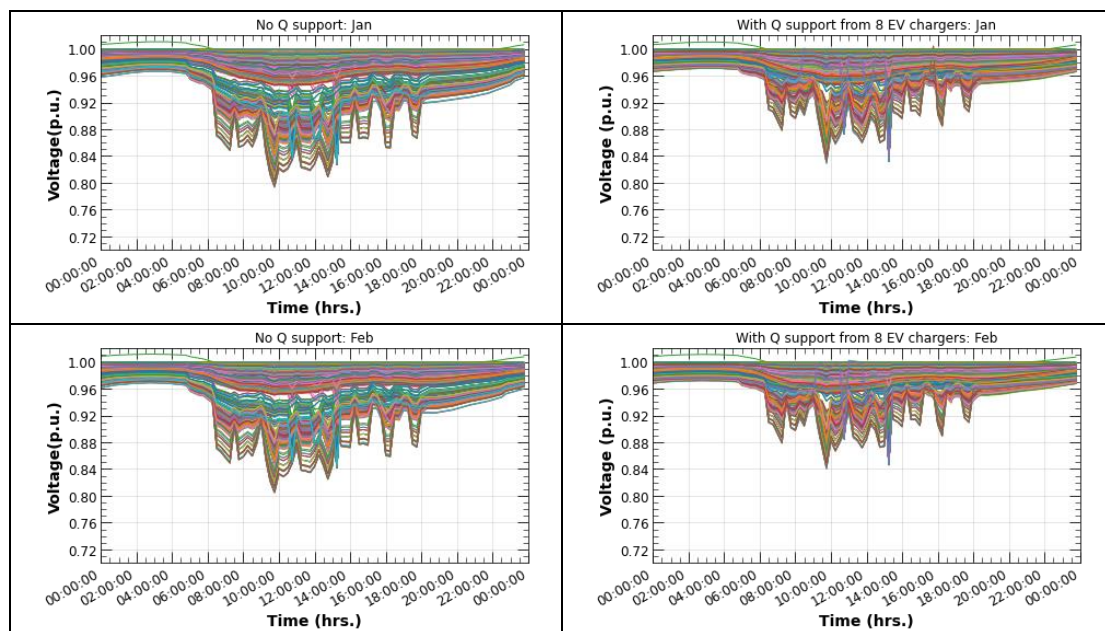 No Q support: Jan
Voltage(p.u.)
1.00
0.96
0.92
0.88
0.84
0.80
0.76
0.72
00:00:00 02:00:00 04:00:00 06:00:00 08:00:00 10:00:00 12:00:00 14:00:00 16:00:00 18:00:00 20:00:00 22:00:00 00:00:00
Time (hrs.)
With Q support from 8 EV chargers: Jan
Voltage (p.u.)
1.00
0.96
0.92
0.88
0.84
0.80
0.76
0.72
00:00:00 02:00:00 04:00:00 06:00:00 08:00:00 10:00:00 12:00:00 14:00:00 16:00:00 18:00:00 20:00:00 22:00:00 00:00:00
Time (hrs.)
No Q support: Feb
Voltage(p.u.)
1.00
0.96
0.92
0.88
0.84
0.80
0.76
0.72
00:00:00 02:00:00 04:00:00 06:00:00 08:00:00 10:00:00 12:00:00 14:00:00 16:00:00 18:00:00 20:00:00 22:00:00 00:00:00
Time (hrs.)
With Q support from 8 EV chargers: Feb
Voltage (p.u.)
1.00
0.96
0.92
0.88
0.84
0.80
0.76
0.72
00:00:00 02:00:00 04:00:00 06:00:00 08:00:00 10:00:00 12:00:00 14:00:00 16:00:00 18:00:00 20:00:00 22:00:00 00:00:00
Time (hrs.)